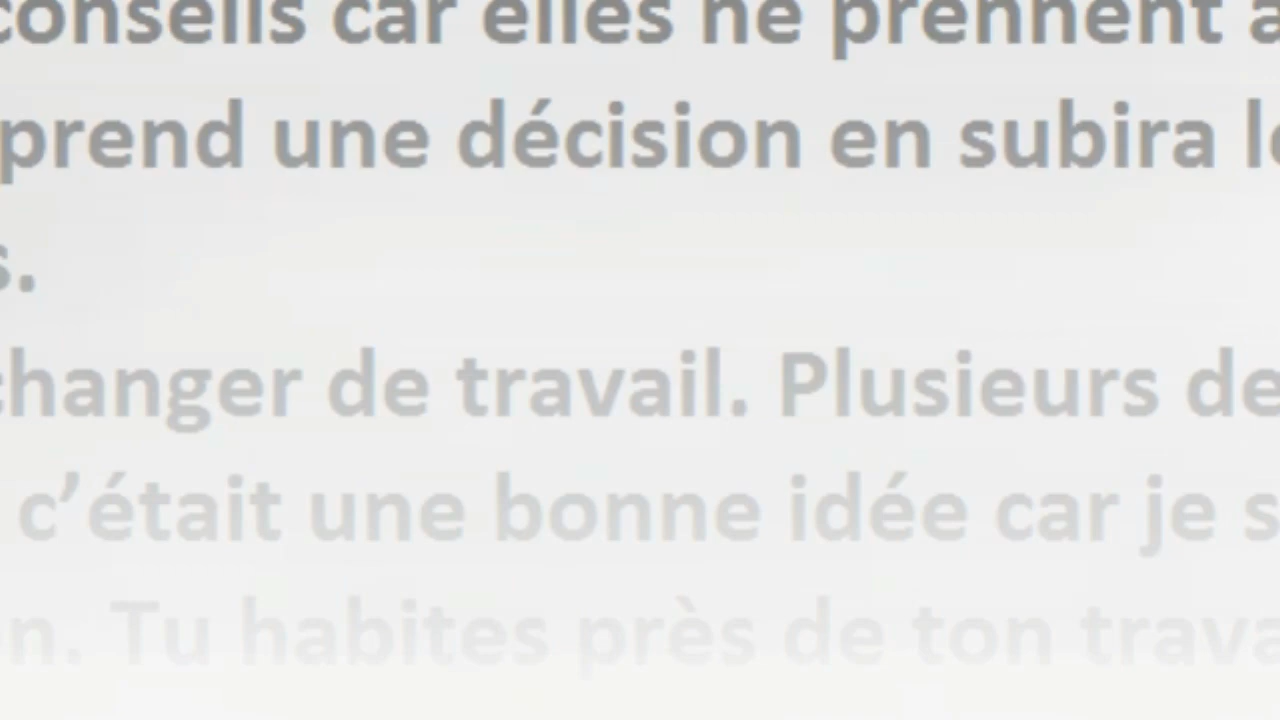 conseils car elles ne prennent a
prend une décision en subira le
s.
changer de travail. Plusieurs de
c’était une bonne idée car je s
n. Tu habites près de ton trava